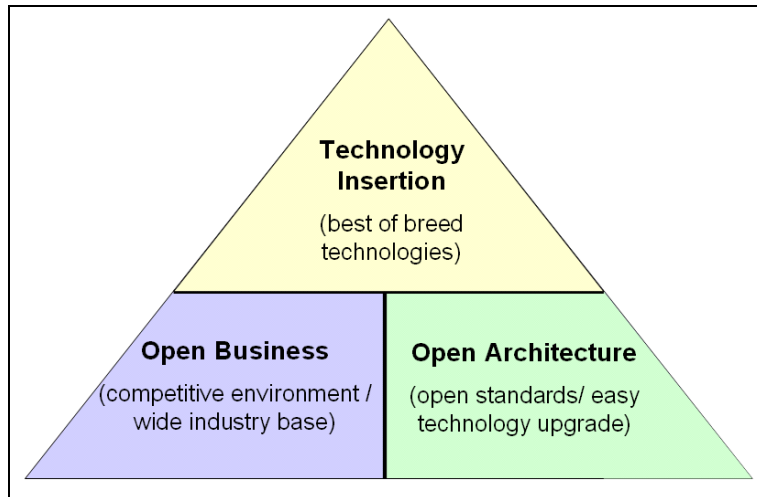 Technology
Insertion
(best of breed
technologies)
Open Business
(competitive environment /
wide industry base)
Open Architecture
(open standards/ easy
technology upgrade)